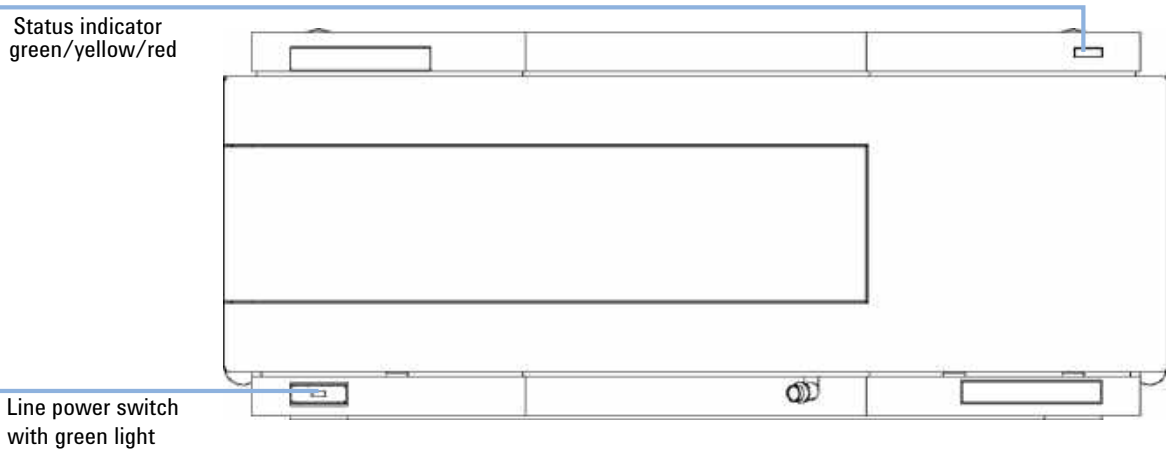 Status indicator
green/yellow/red
Line power switch
with green light